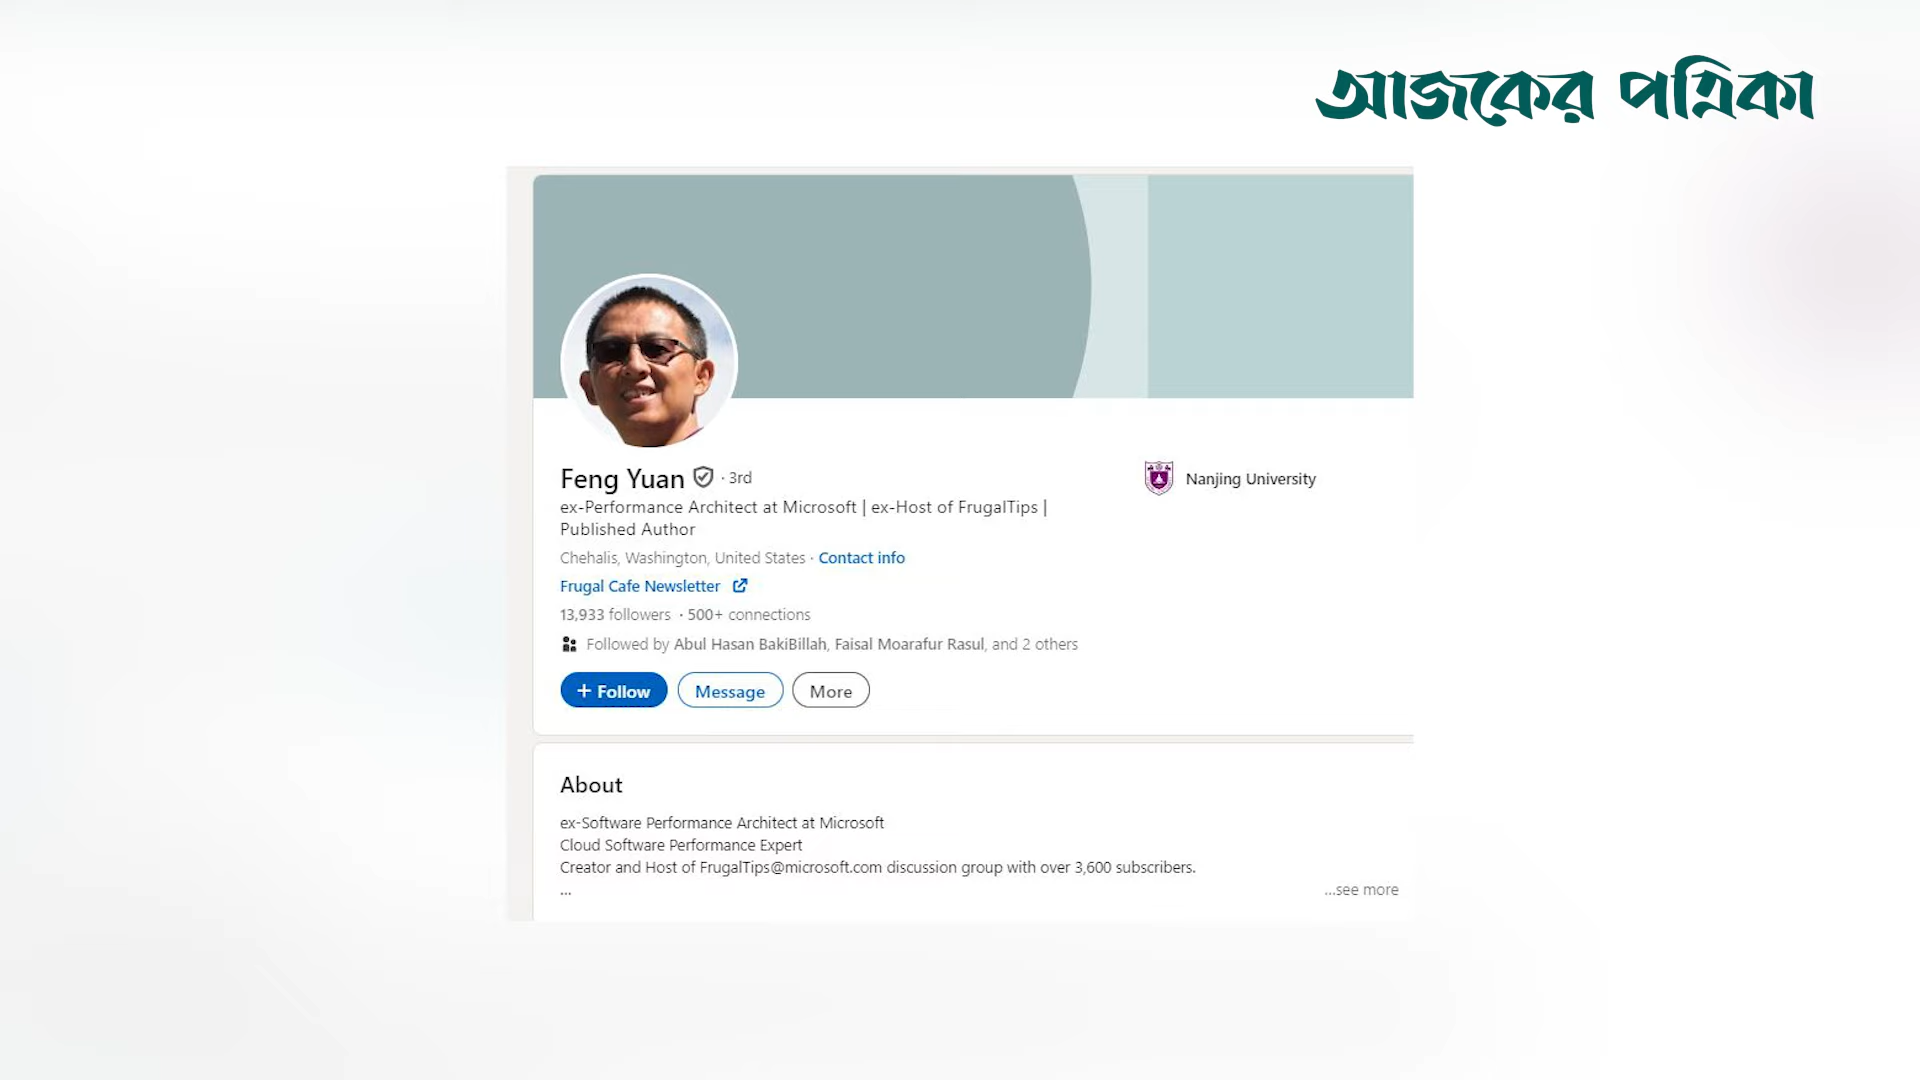 আজকের পত্রিকা
Feng Yuan · 3rd
Nanjing University
ex-Performance Architect at Microsoft | ex-Host of FrugalTips |
Published Author
Chehalis, Washington, United States · Contact info
Frugal Cafe Newsletter
13,933 followers · 500+ connections
Followed by Abul Hasan BakiBillah, Faisal Moarafur Rasul, and 2 others
+ Follow Message More
About
ex-Software Performance Architect at Microsoft
Cloud Software Performance Expert
Creator and Host of FrugalTips@microsoft.com discussion group with over 3,600 subscribers.
... ...see more